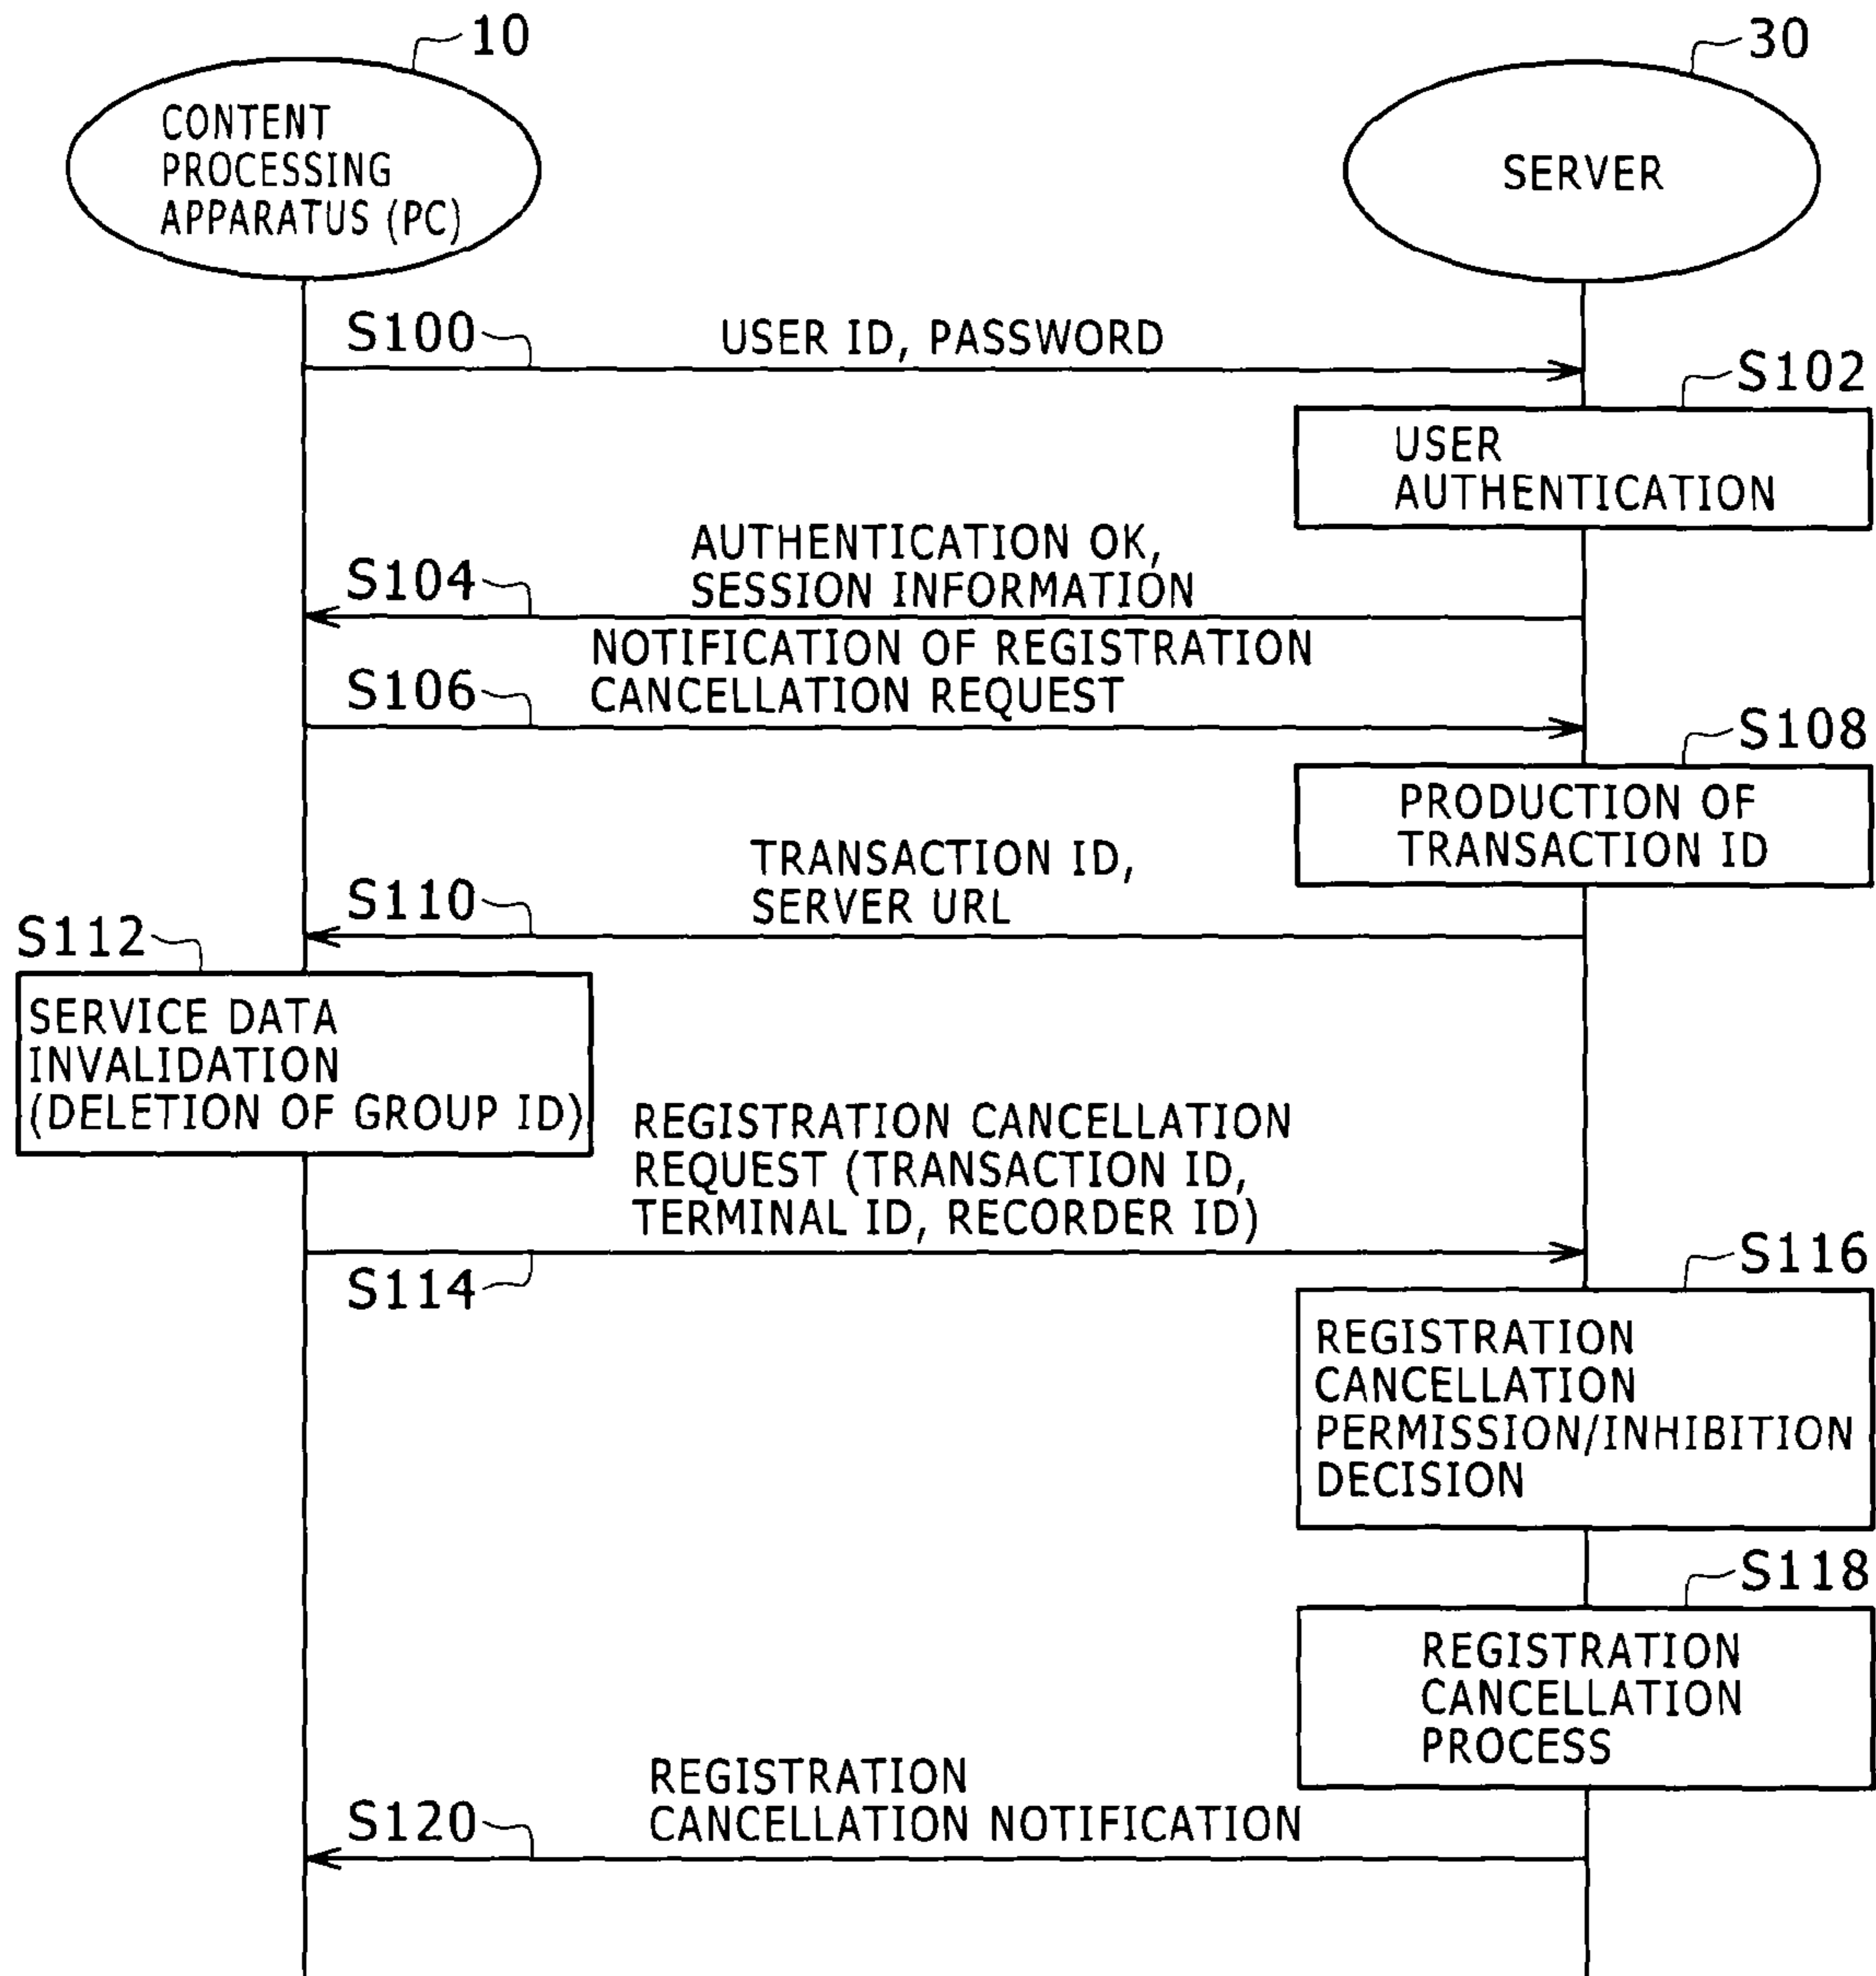 10
30
CONTENT
PROCESSING
APPARATUS (PC)
SERVER
S100
USER ID, PASSWORD
S102
USER
AUTHENTICATION
AUTHENTICATION OK,
SESSION INFORMATION
S104
NOTIFICATION OF REGISTRATION
CANCELLATION REQUEST
S106
S108
PRODUCTION OF
TRANSACTION ID
TRANSACTION ID,
SERVER URL
S110
S112
SERVICE DATA
INVALIDATION
(DELETION OF GROUP ID)
REGISTRATION CANCELLATION
REQUEST (TRANSACTION ID,
TERMINAL ID, RECORDER ID)
S114
S116
REGISTRATION
CANCELLATION
PERMISSION/INHIBITION
DECISION
S118
REGISTRATION
CANCELLATION
PROCESS
REGISTRATION
CANCELLATION NOTIFICATION
S120